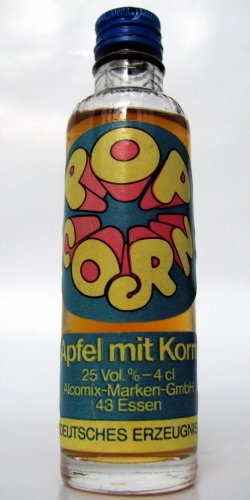 POP
CORN
Apfel mit Korn
25 Vol.%–4 cl
Alcomix-Marken-GmbH
43 Essen
DEUTSCHES ERZEUGNIS